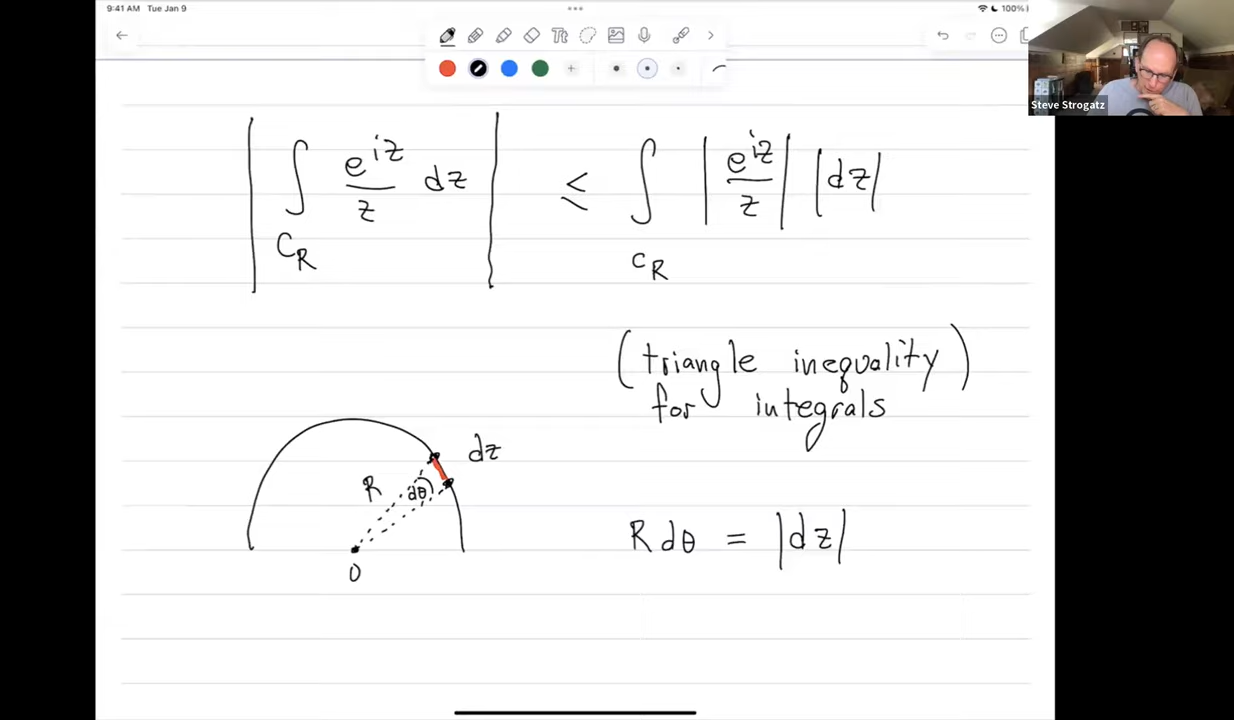 9:41 AM Tue Jan 9
100%
Tt
Steve Strogatz
| ∫_{C_R} e^{iz}/z dz | ≤ ∫_{C_R} | e^{iz}/z | |dz|
(triangle inequality
for integrals)
dz
R
dθ
0
R dθ = |dz|